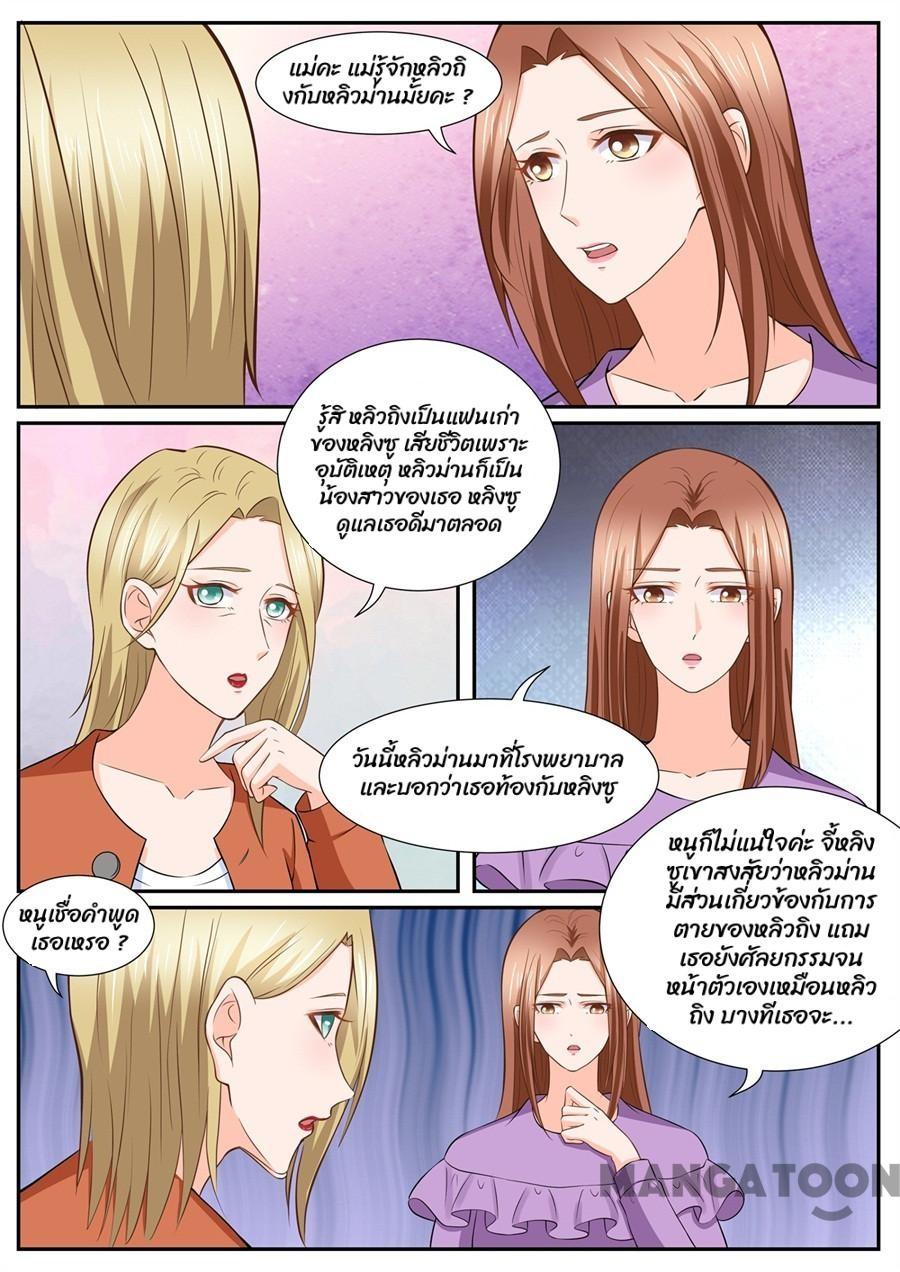 แม่คะ แม่รู้จักหลิวถิ
งกับหลิวม่านมั้ยคะ ?
รู้สิ หลิวถิงเป็นแฟนเก่า
ของหลิงซู เสียชีวิตเพราะ
อุบัติเหตุ หลิวม่านก็เป็น
น้องสาวของเธอ หลิงซู
ดูแลเธอดีมาตลอด
วันนี้หลิวม่านมาที่โรงพยาบาล
และบอกว่าเธอท้องกับหลิงซู
หนูเชื่อคำพูด
เธอเหรอ ?
หนูก็ไม่แน่ใจค่ะ จี้หลิง
ซูเขาสงสัยว่าหลิวม่าน
มีส่วนเกี่ยวข้องกับการ
ตายของหลิวถิง แถม
เธอยังศัลยกรรมจน
หน้าตัวเองเหมือนหลิว
ถิง บางทีเธอจะ...
MANGATOON